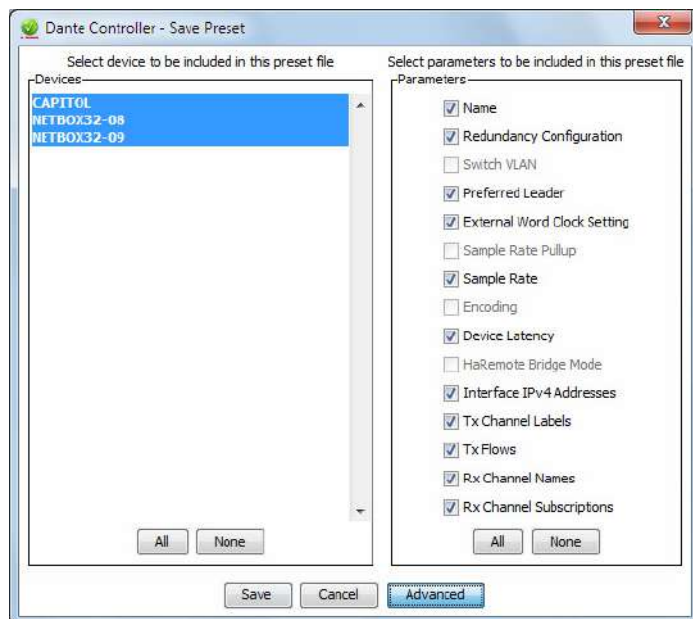 Dante Controller - Save Preset
X
Select device to be included in this preset file
Devices
CAPITOL
NETBOX32-08
NETBOX32-09
All
None
Select parameters to be included in this preset file
Parameters
Name
Redundancy Configuration
Switch VLAN
Preferred Leader
External Word Clock Setting
Sample Rate Pullup
Sample Rate
Encoding
Device Latency
HaRemote Bridge Mode
Interface IPv4 Addresses
Tx Channel Labels
Tx Flows
Rx Channel Names
Rx Channel Subscriptions
All
None
Save
Cancel
Advanced